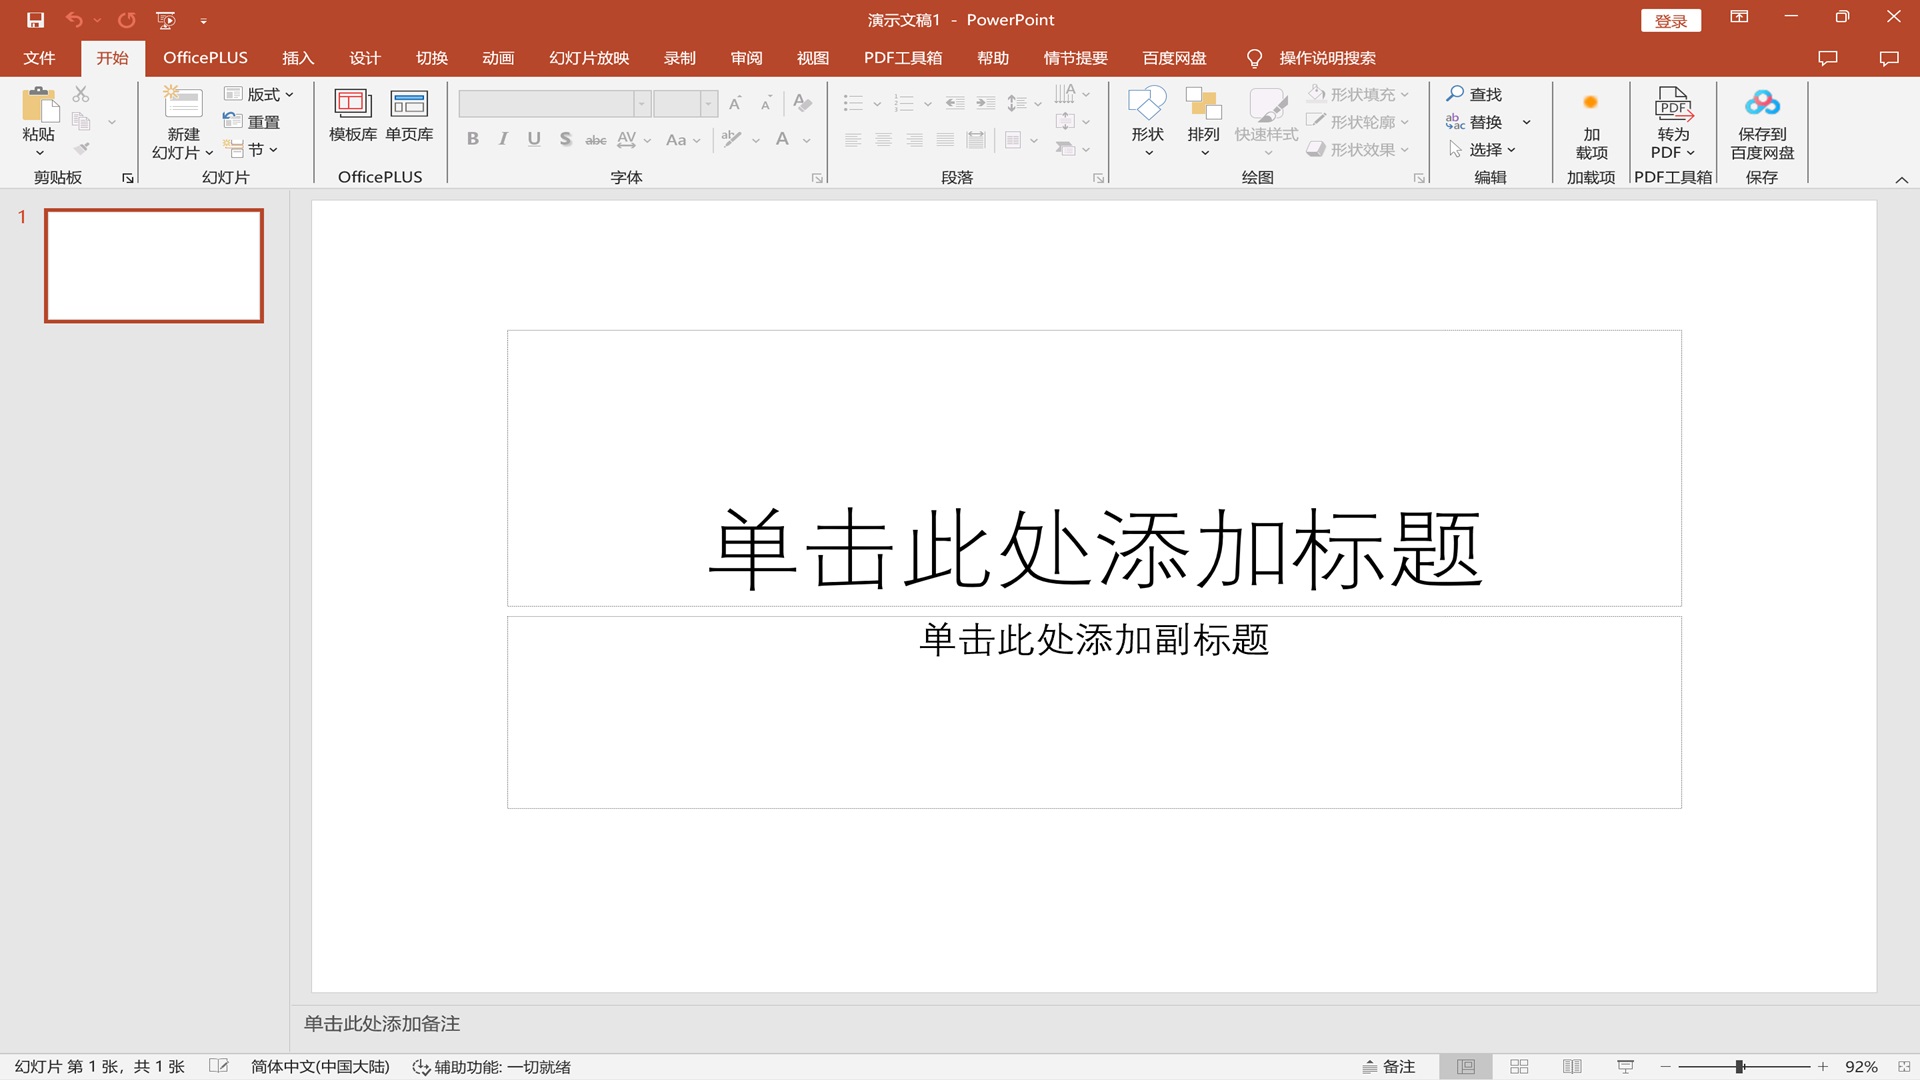 演示文稿1 - PowerPoint
登录
文件 开始 OfficePLUS 插入 设计 切换 动画 幻灯片放映 录制 审阅 视图 PDF工具箱 帮助 情节提要 百度网盘 操作说明搜索
粘贴
剪贴板
新建
幻灯片
版式
重置
节
幻灯片
模板库 单页库
OfficePLUS
B I U S abc AV Aa A
字体
段落
形状
排列
快速样式
形状填充
形状轮廓
形状效果
绘图
查找
替换
选择
编辑
加
载项
加载项
转为
PDF
PDF工具箱
保存到
百度网盘
保存
1
单击此处添加标题
单击此处添加副标题
单击此处添加备注
幻灯片 第 1 张，共 1 张 简体中文(中国大陆) 辅助功能: 一切就绪 备注 92%